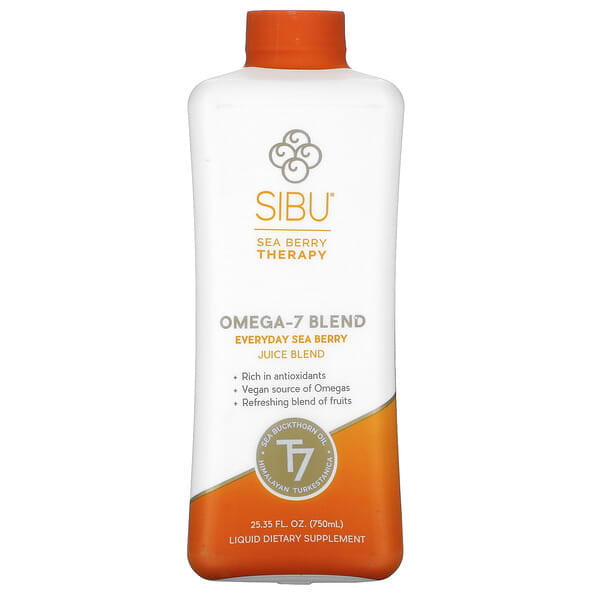 SIBU®
SEA BERRY
THERAPY
OMEGA-7 BLEND
EVERYDAY SEA BERRY
JUICE BLEND
+ Rich in antioxidants
+ Vegan source of Omegas
+ Refreshing blend of fruits
SEA BUCKTHORN OIL
T7
HIMALAYAN TURKESTANICA
25.35 FL. OZ. (750mL)
LIQUID DIETARY SUPPLEMENT